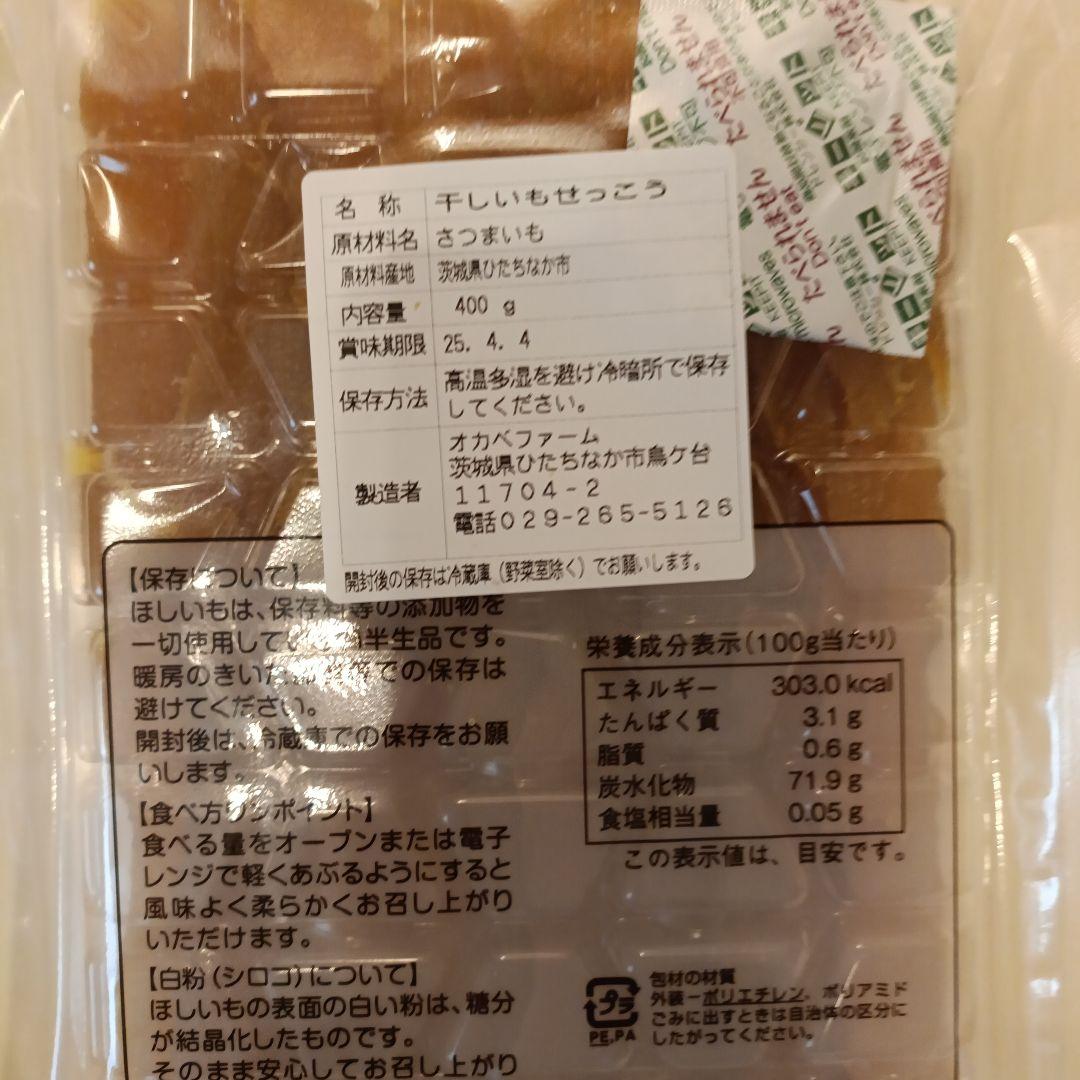 名 称 干しいもせっこう
原材料名 さつまいも
原材料産地 茨城県ひたちなか市
内容量 400 g
賞味期限 25. 4. 4
保存方法 高温多湿を避け冷暗所で保存
してください。
製造者 オカベファーム
茨城県ひたちなか市烏ケ台
11704-2
電話029-265-5126
開封後の保存は冷蔵庫(野菜室除く)でお願いします。
たべられません
Don't eat
【保存について】
ほしいもは、保存料等の添加物を
一切使用して 半生品です。
暖房のきいた での保存は
避けてください。
開封後は、冷蔵庫での保存をお願
いします。
【食べ方ワンポイント】
食べる量をオーブンまたは電子
レンジで軽くあぶるようにすると
風味よく柔らかくお召し上がり
いただけます。
【白粉(シロコ)について】
ほしいもの表面の白い粉は、糖分
が結晶化したものです。
そのまま安心してお召し上がり
栄養成分表示(100g当たり)
エネルギー 303.0 kcal
たんぱく質 3.1 g
脂質 0.6 g
炭水化物 71.9 g
食塩相当量 0.05 g
この表示値は、目安です。
プラ
PE,PA
包材の材質
外装ーポリエチレン、ポリアミド
ごみに出すときは自治体の区分に
したがってください。